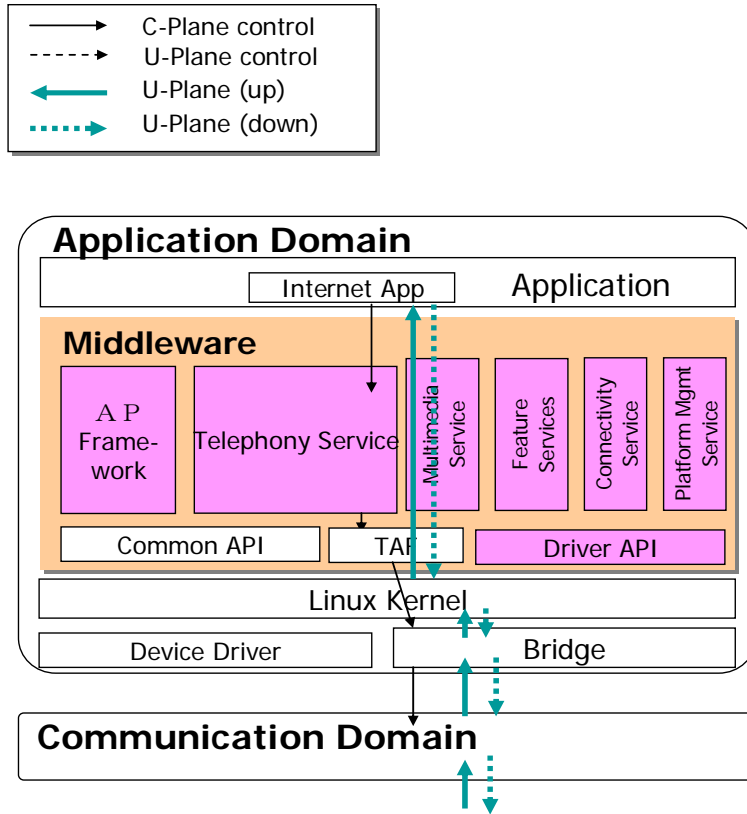 C-Plane control
U-Plane control
U-Plane (up)
U-Plane (down)
Application Domain
Internet App
Application
Middleware
ＡＰ
Frame-
work
Telephony Service
Multimedia
Service
Feature
Services
Connectivity
Service
Platform Mgmt
Service
Common API
TAF
Driver API
Linux Kernel
Device Driver
Bridge
Communication Domain